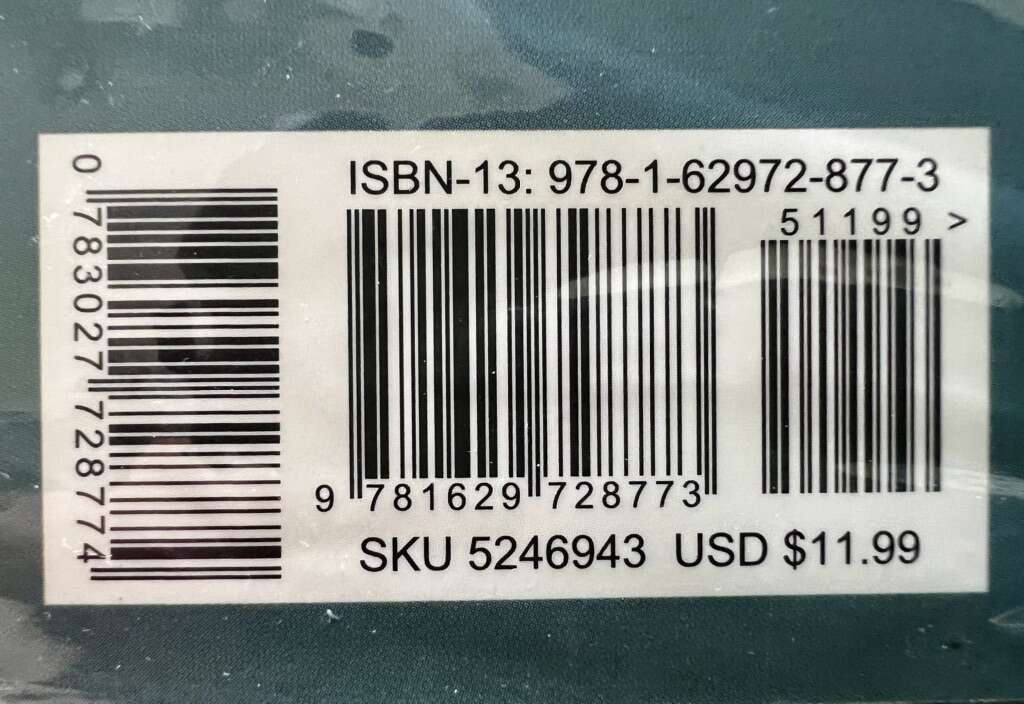 0 783027 728774
ISBN-13: 978-1-62972-877-3
51199 >
9 781629 728773
SKU 5246943 USD $11.99